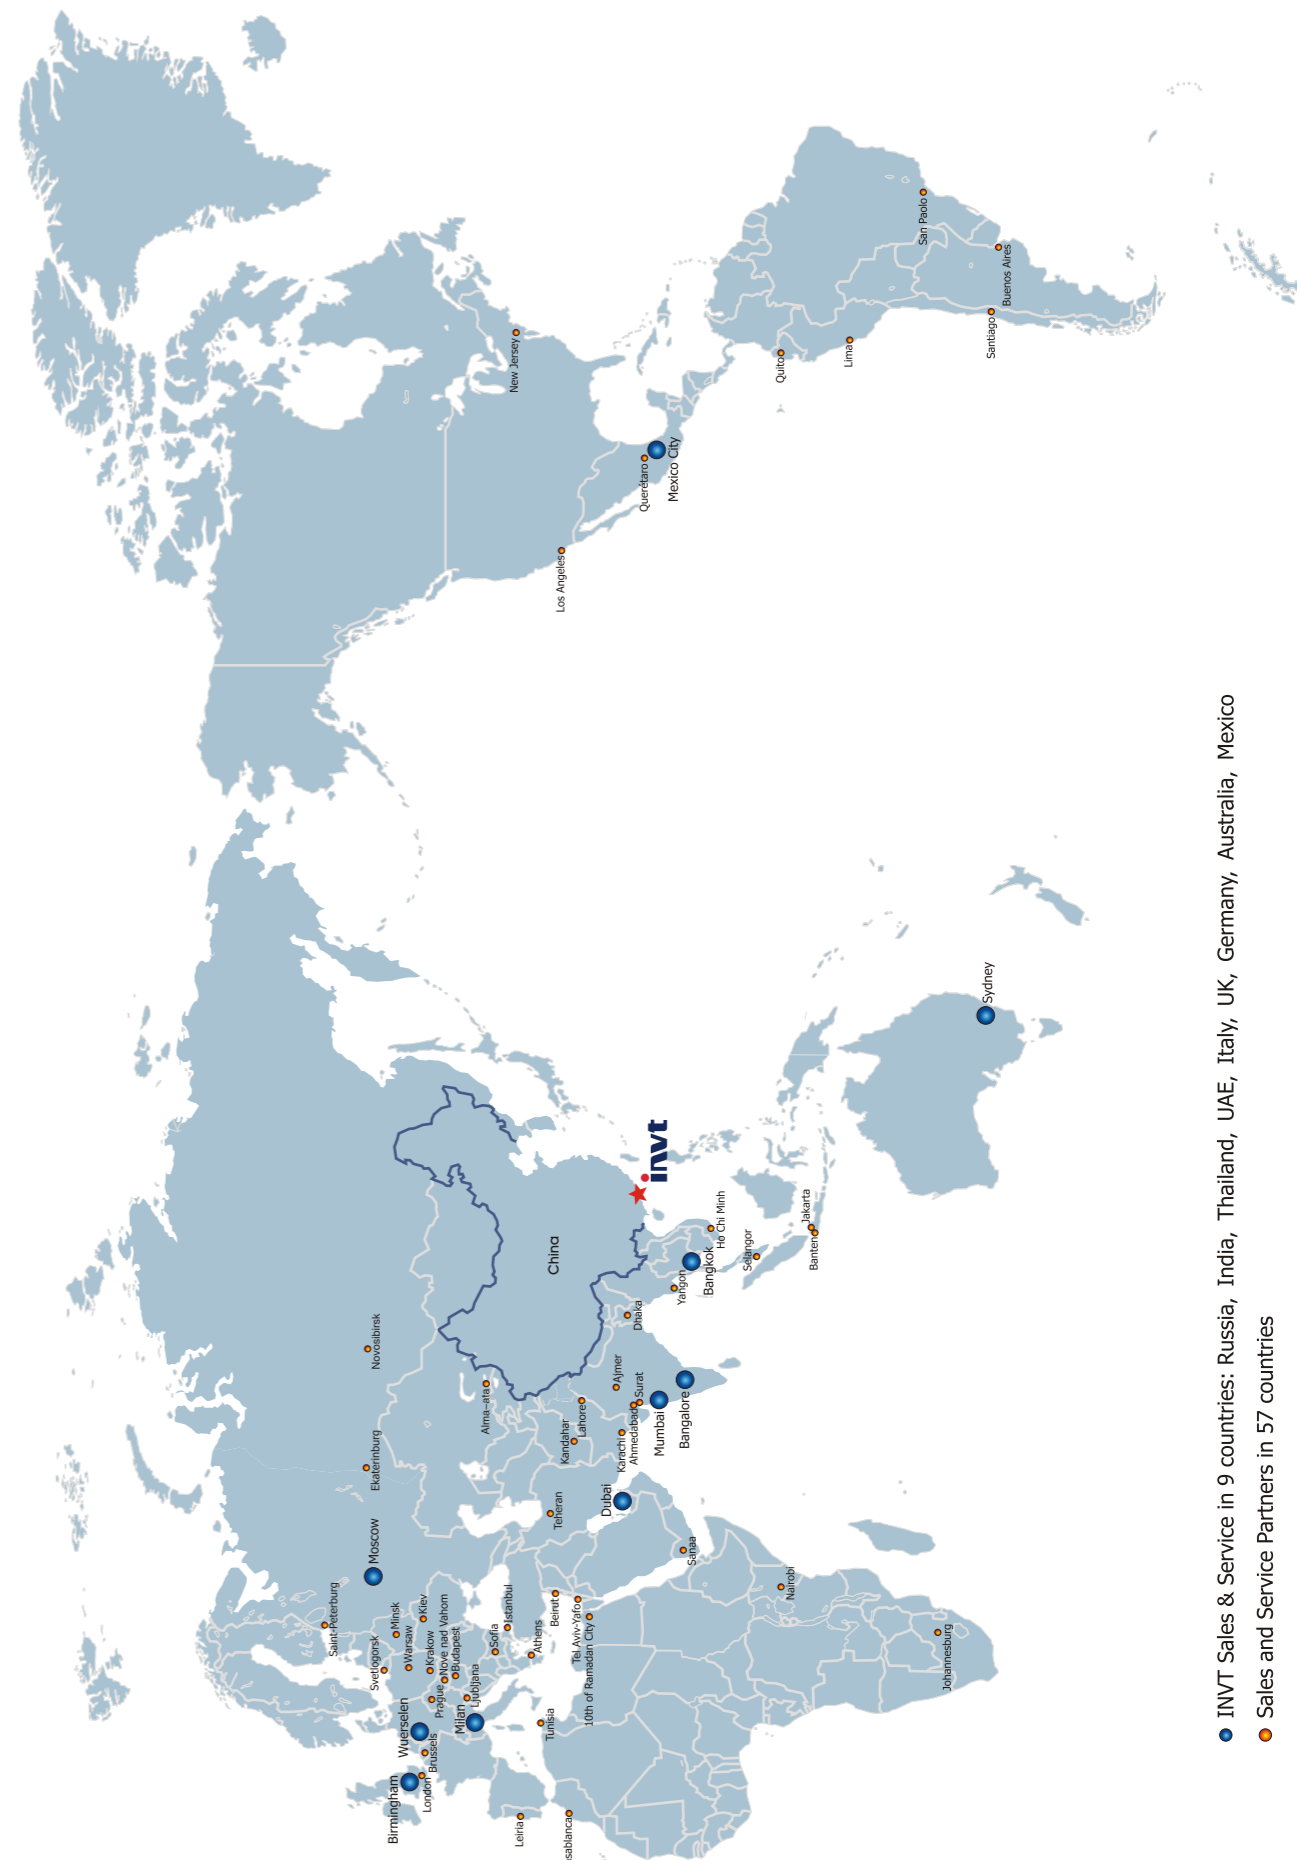 New Jersey
Querétaro
Mexico City
Los Angeles
San Paolo
Buenos Aires
Santiago
Quito
Lima
Birmingham
London
Wuerselen
Brussels
Milan
Ljubljana
Prague
Nove nad Vahom
Budapest
Krakow
Warsaw
Svetlogorsk
Minsk
Kiev
Saint-Peterburg
Moscow
Ekaterinburg
Novosibirsk
Leiria
asablanca
Tunisia
Athens
Sofia
Istanbul
Beirut
Tel Aviv-Yafo
10th of Ramadan City
Teheran
Dubai
Sanaa
Nairobi
Johannesburg
Alma-ata
Kandahar
Lahore
Karachi
Ahmedabad
Surat
Ajmer
Mumbai
Bangalore
Dhaka
China
invt
Yangon
Bangkok
Ho Chi Minh
Selangor
Jakarta
Banten
Sydney
INVT Sales & Service in 9 countries: Russia, India, Thailand, UAE, Italy, UK, Germany, Australia, Mexico
Sales and Service Partners in 57 countries